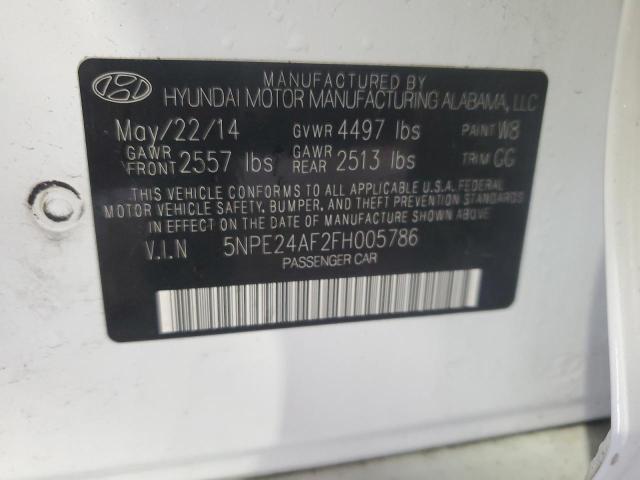 MANUFACTURED BY
HYUNDAI MOTOR MANUFACTURING ALABAMA, LLC
May/22/14 GVWR 4497 lbs PAINT W8
GAWR FRONT 2557 lbs GAWR REAR 2513 lbs TRIM GG
THIS VEHICLE CONFORMS TO ALL APPLICABLE U.S.A. FEDERAL
MOTOR VEHICLE SAFETY, BUMPER, AND THEFT PREVENTION STANDARDS
IN EFFECT ON THE DATE OF MANUFACTURE SHOWN ABOVE.
V.I.N 5NPE24AF2FH005786
PASSENGER CAR